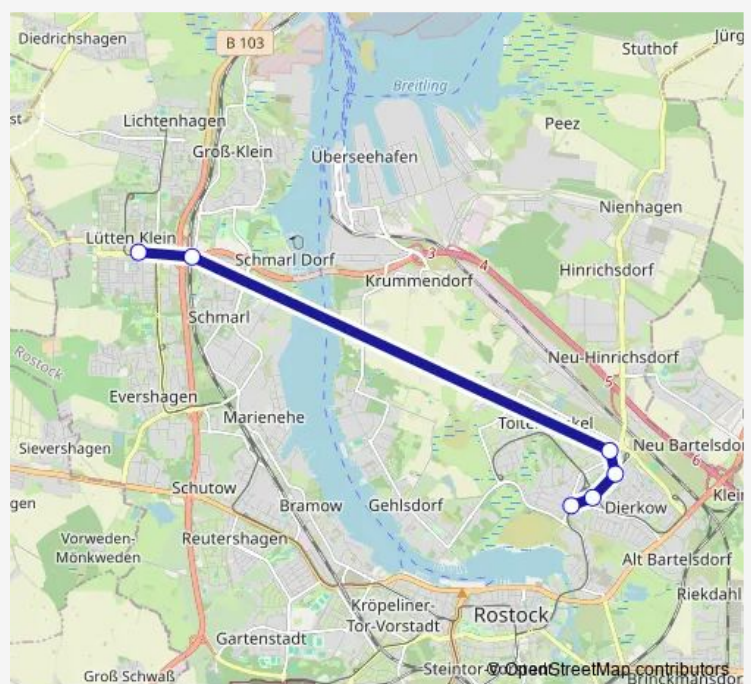 Diedrichshagen
B 103
Stuthof
Jürg
Breitling
st
Lichtenhagen
Peez
Groß-Klein
Überseehafen
Nienhagen
Lütten Klein
3
4
Schmarl Dorf
Hinrichsdorf
Krummendorf
Schmarl
Rostock
Neu-Hinrichsdorf
5
Evershagen
Marienehe
Sievershagen
Neu Bartelsdor
6
Schutow
Klein
gen
Bramow
Gehlsdorf
Dierkow
Vorweden-
Mönkweden
Reutershagen
Alt Bartelsdorf
Riekdahl
Kröpeliner-
Tor-Vorstadt
Rostock
Gartenstadt
Groß Schwaß
© OpenStreetMap contributors
Brinckmansdor